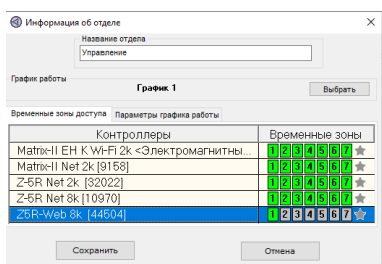 Информация об отделе
Название отдела
Управление
График работы
График 1
Выбрать
Временные зоны доступа Параметры графика работы
Контроллеры Временные зоны
Matrix-II EH K Wi-Fi 2k <Электромагнитны... 1 2 3 4 5 6 7
Matrix-II Net 2k [9158] 1 2 3 4 5 6 7
Z-5R Net 2k [32022] 1 2 3 4 5 6 7
Z-5R Net 8k [10970] 1 2 3 4 5 6 7
Z5R-Web 8k [44504] 1 2 3 4 5 6 7
Сохранить Отмена